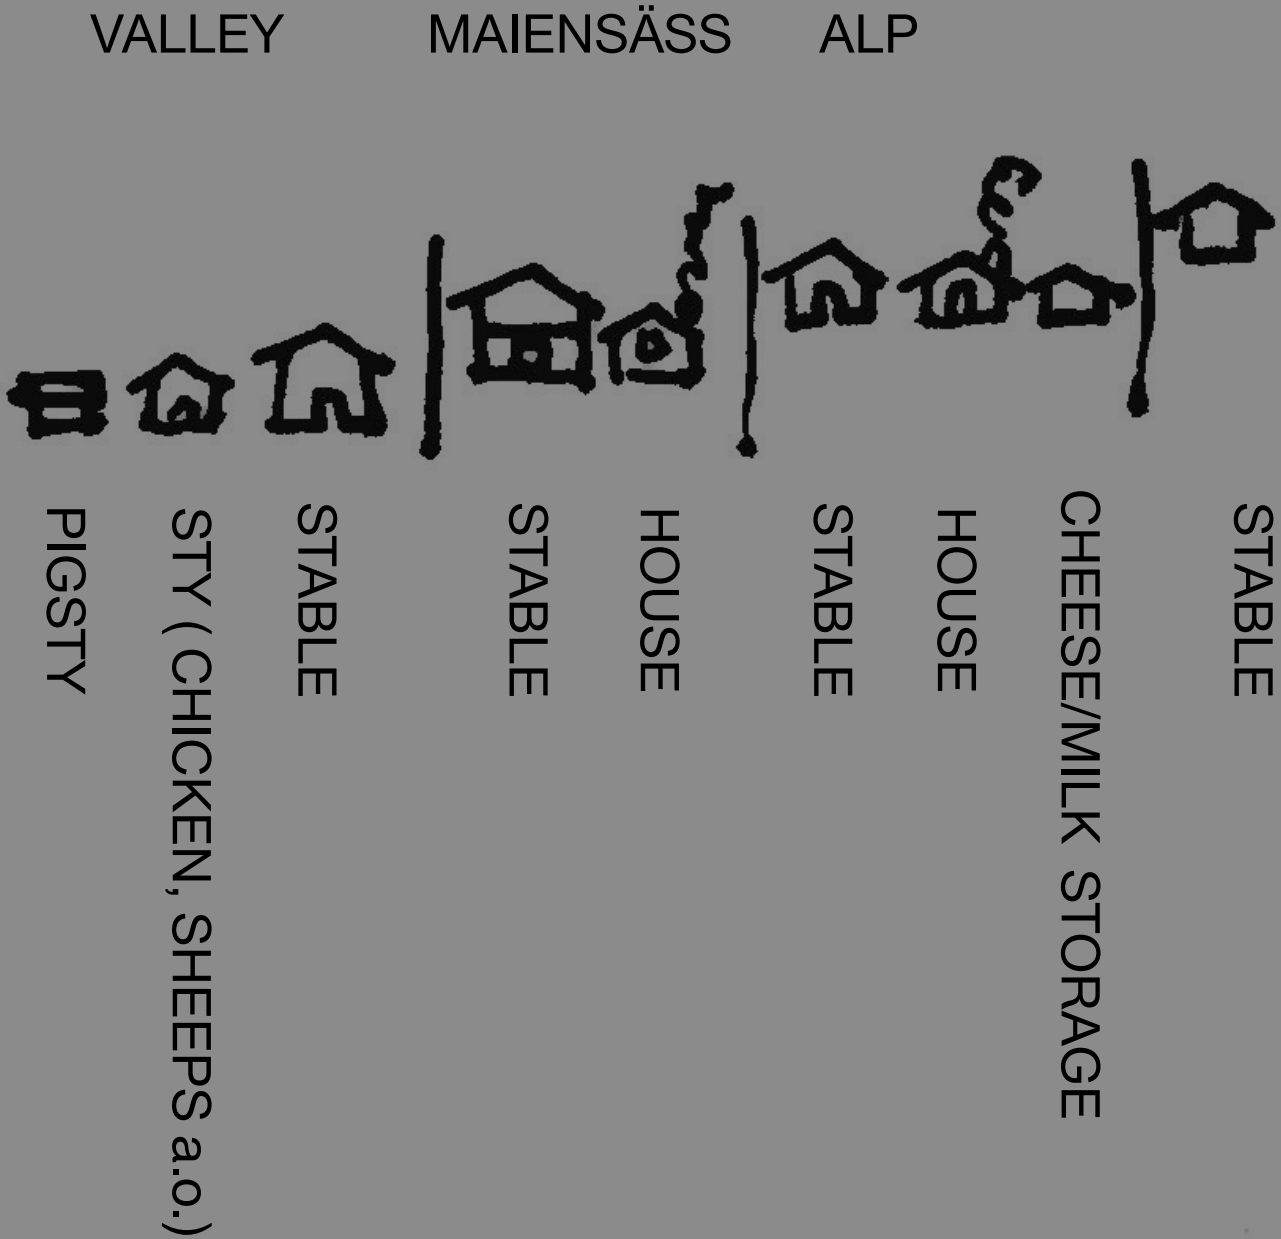 VALLEY MAIENSÄSS ALP
PIGSTY
STY ( CHICKEN, SHEEPS a.o.)
STABLE
STABLE
HOUSE
STABLE
HOUSE
CHEESE/MILK STORAGE
STABLE